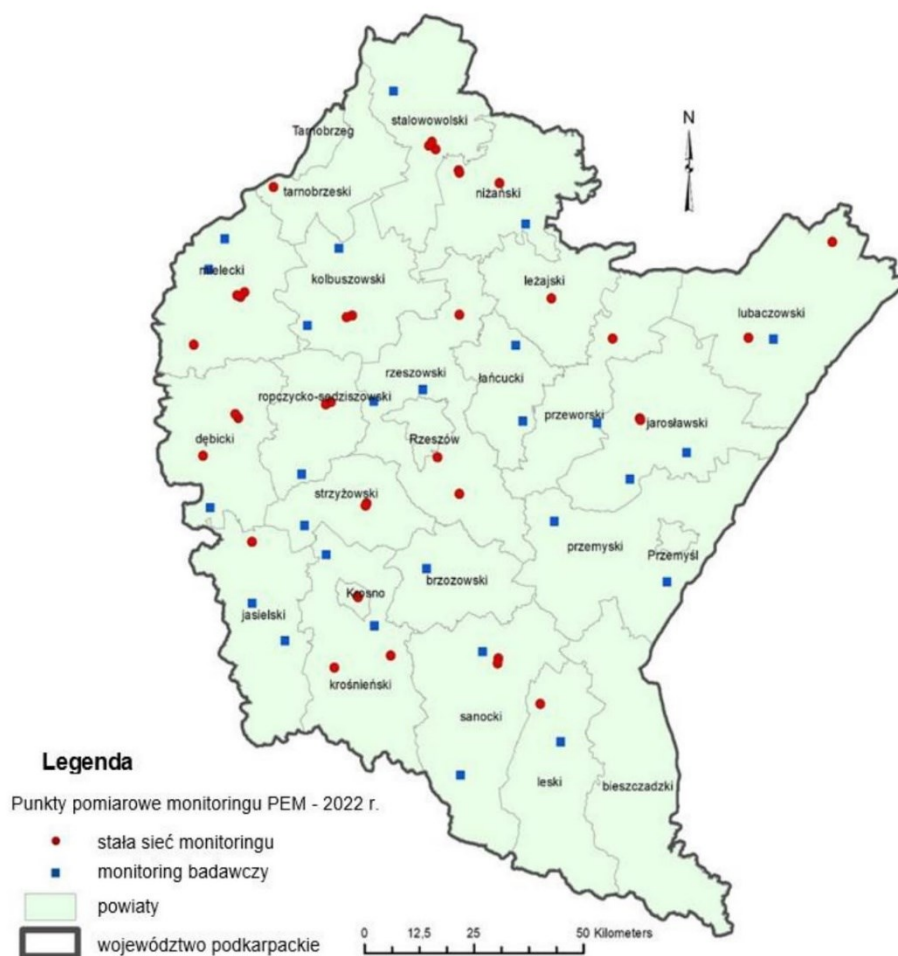 stalowowolski
Tarnobrzeg
N
tarnobrzeski
niżański
mielecki
kolbuszowski
leżajski
lubaczowski
rzeszowski
łańcucki
ropczycko-sędziszowski
przeworski
jarosławski
dębicki
Rzeszów
strzyżowski
przemyski
Przemyśl
brzozowski
Krosno
jasielski
krośnieński
sanocki
leski
bieszczadzki
Legenda
Punkty pomiarowe monitoringu PEM - 2022 r.
stała sieć monitoringu
monitoring badawczy
powiaty
województwo podkarpackie
0 12,5 25 50 Kilometers